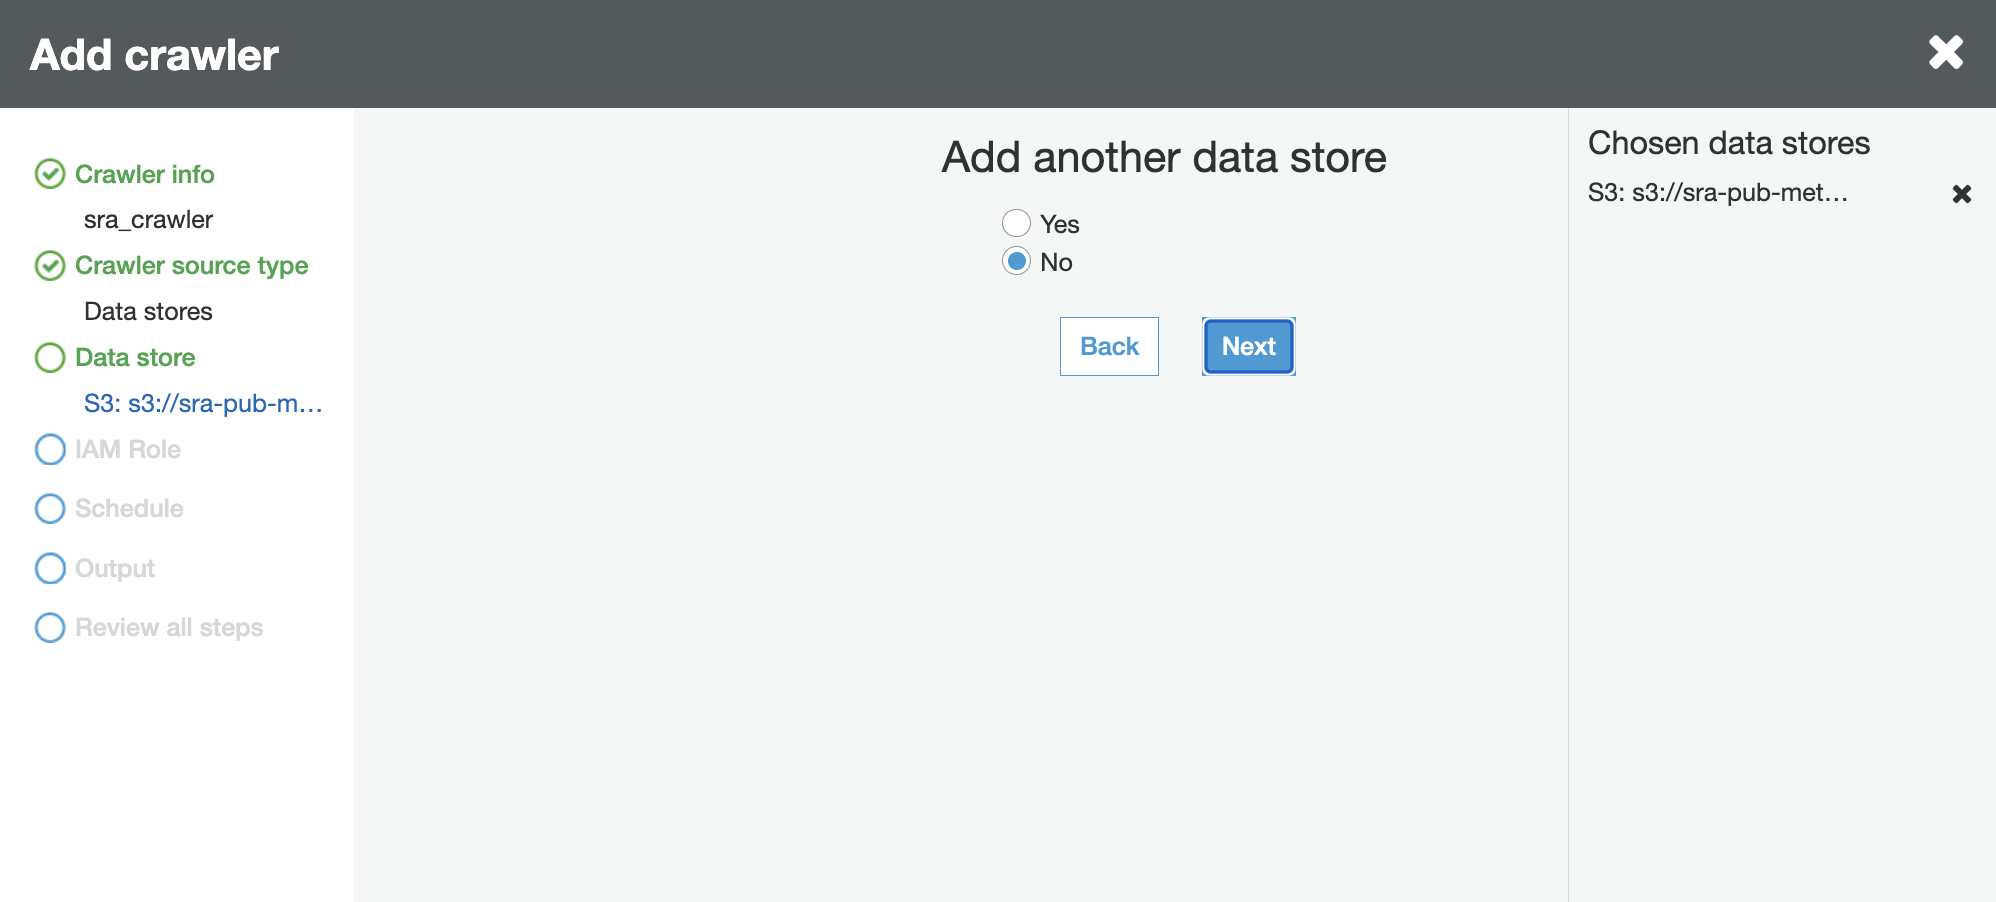 Add crawler
Crawler info
sra_crawler
Crawler source type
Data stores
Data store
S3: s3://sra-pub-m...
IAM Role
Schedule
Output
Review all steps
Add another data store
Yes
No
Back
Next
Chosen data stores
S3: s3://sra-pub-met...